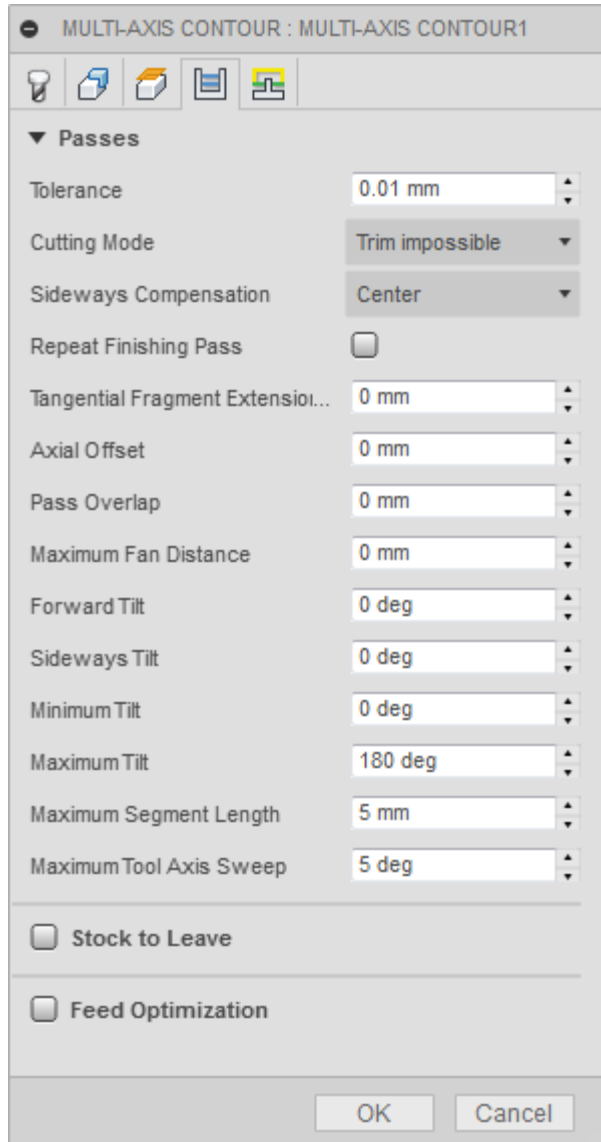 MULTI-AXIS CONTOUR : MULTI-AXIS CONTOUR1
Passes
Tolerance 0.01 mm
Cutting Mode Trim impossible
Sideways Compensation Center
Repeat Finishing Pass
Tangential Fragment Extension... 0 mm
Axial Offset 0 mm
Pass Overlap 0 mm
Maximum Fan Distance 0 mm
Forward Tilt 0 deg
Sideways Tilt 0 deg
Minimum Tilt 0 deg
Maximum Tilt 180 deg
Maximum Segment Length 5 mm
Maximum Tool Axis Sweep 5 deg
Stock to Leave
Feed Optimization
OK Cancel